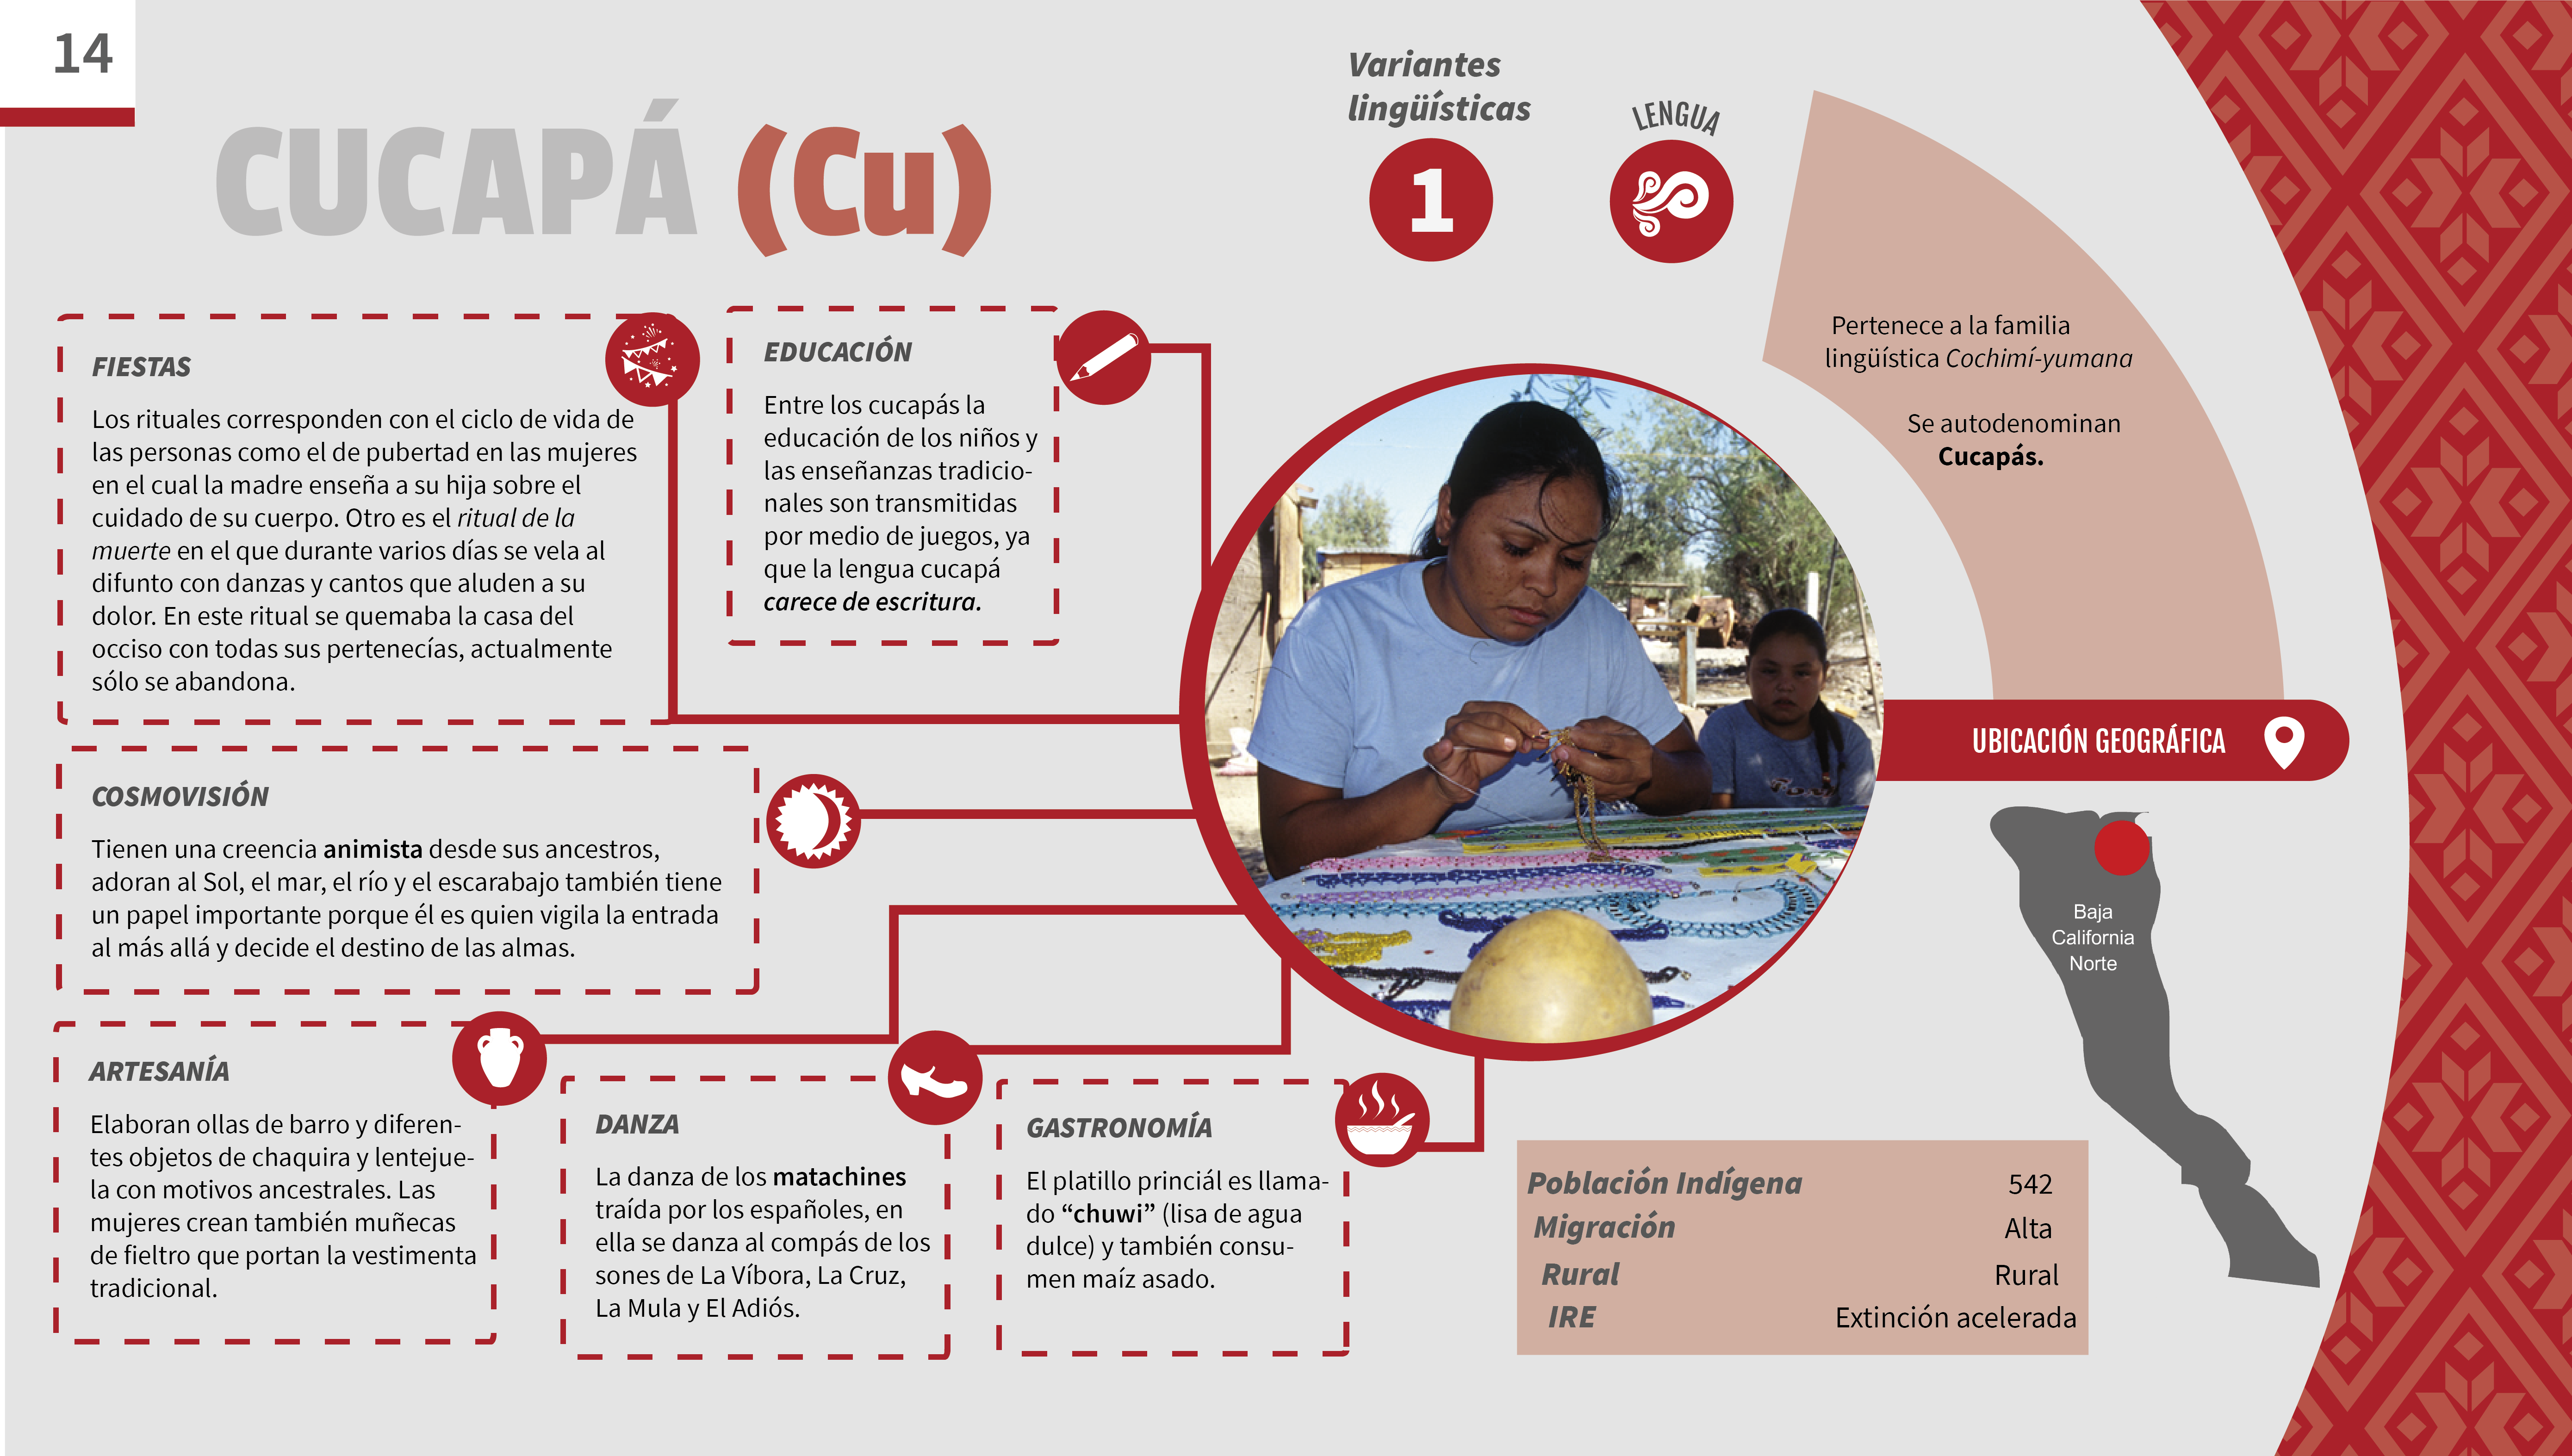 14
CUCAPÁ (Cu)
Variantes
lingüísticas
1
LENGUA
Pertenece a la familia
lingüística Cochimí-yumana
Se autodenominan
Cucapás.
FIESTAS
Los rituales corresponden con el ciclo de vida de
las personas como el de pubertad en las mujeres
en el cual la madre enseña a su hija sobre el
cuidado de su cuerpo. Otro es el ritual de la
muerte en el que durante varios días se vela al
difunto con danzas y cantos que aluden a su
dolor. En este ritual se quemaba la casa del
occiso con todas sus pertenecías, actualmente
sólo se abandona.
EDUCACIÓN
Entre los cucapás la
educación de los niños y
las enseñanzas tradicio-
nales son transmitidas
por medio de juegos, ya
que la lengua cucapá
carece de escritura.
COSMOVISIÓN
Tienen una creencia animista desde sus ancestros,
adoran al Sol, el mar, el río y el escarabajo también tiene
un papel importante porque él es quien vigila la entrada
al más allá y decide el destino de las almas.
ARTESANÍA
Elaboran ollas de barro y diferen-
tes objetos de chaquira y lentejue-
la con motivos ancestrales. Las
mujeres crean también muñecas
de fieltro que portan la vestimenta
tradicional.
DANZA
La danza de los matachines
traída por los españoles, en
ella se danza al compás de los
sones de La Víbora, La Cruz,
La Mula y El Adiós.
GASTRONOMÍA
El platillo princiál es llama-
do “chuwi” (lisa de agua
dulce) y también consu-
men maíz asado.
UBICACIÓN GEOGRÁFICA
Baja
California
Norte
Población Indígena 542
Migración Alta
Rural Rural
IRE Extinción acelerada